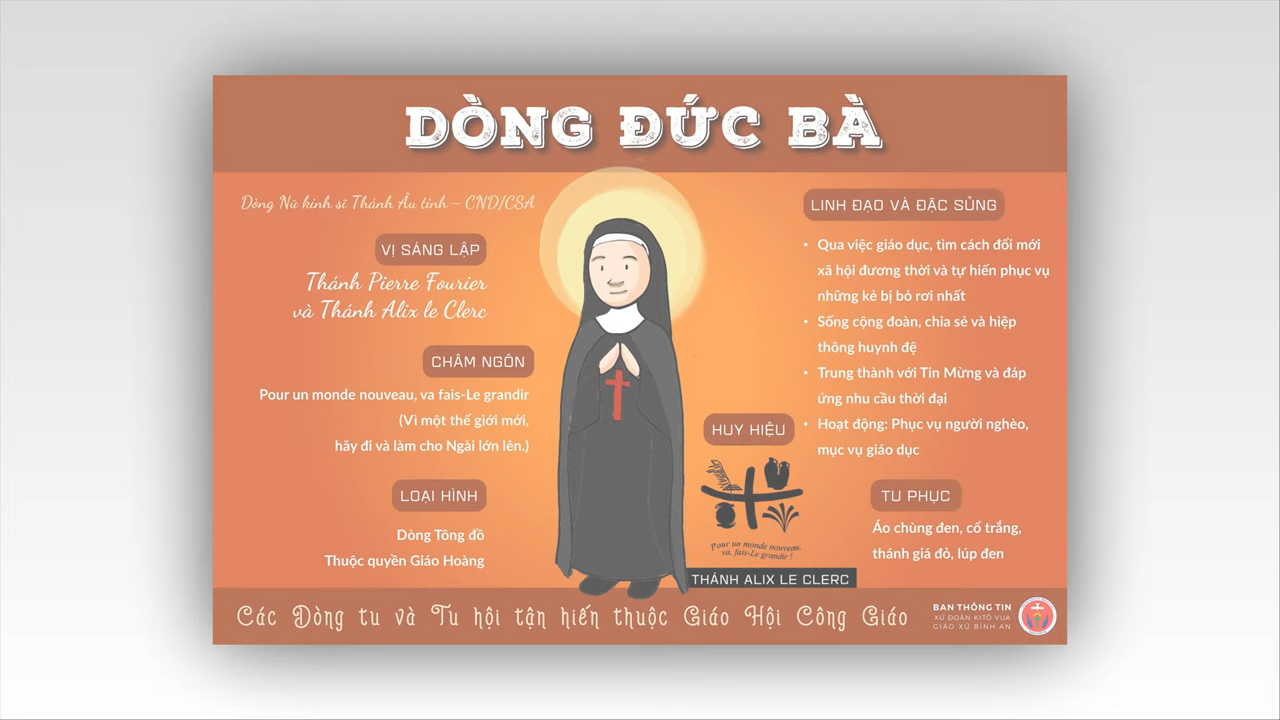 DÒNG ĐỨC BÀ
Dòng Nữ kinh sĩ Thánh Âu tinh – CND/CSA
VỊ SÁNG LẬP
Thánh Pierre Fourier
và Thánh Alix le Clerc
CHÂM NGÔN
Pour un monde nouveau, va fais-Le grandir
(Vì một thế giới mới,
hãy đi và làm cho Ngài lớn lên.)
LOẠI HÌNH
Dòng Tông đồ
Thuộc quyền Giáo Hoàng
LINH ĐẠO VÀ ĐẶC SỦNG
• Qua việc giáo dục, tìm cách đổi mới
xã hội đương thời và tự hiến phục vụ
những kẻ bị bỏ rơi nhất
• Sống cộng đoàn, chia sẻ và hiệp
thông huynh đệ
• Trung thành với Tin Mừng và đáp
ứng nhu cầu thời đại
• Hoạt động: Phục vụ người nghèo,
mục vụ giáo dục
HUY HIỆU
Pour un monde nouveau,
va, fais-Le grandir !
TU PHỤC
Áo chùng đen, cổ trắng,
thánh giá đỏ, lúp đen
THÁNH ALIX LE CLERC
Các Dòng tu và Tu hội tận hiến thuộc Giáo Hội Công Giáo
BAN THÔNG TIN
XỨ ĐOÀN KITÔ VUA
GIÁO XỨ BÌNH AN